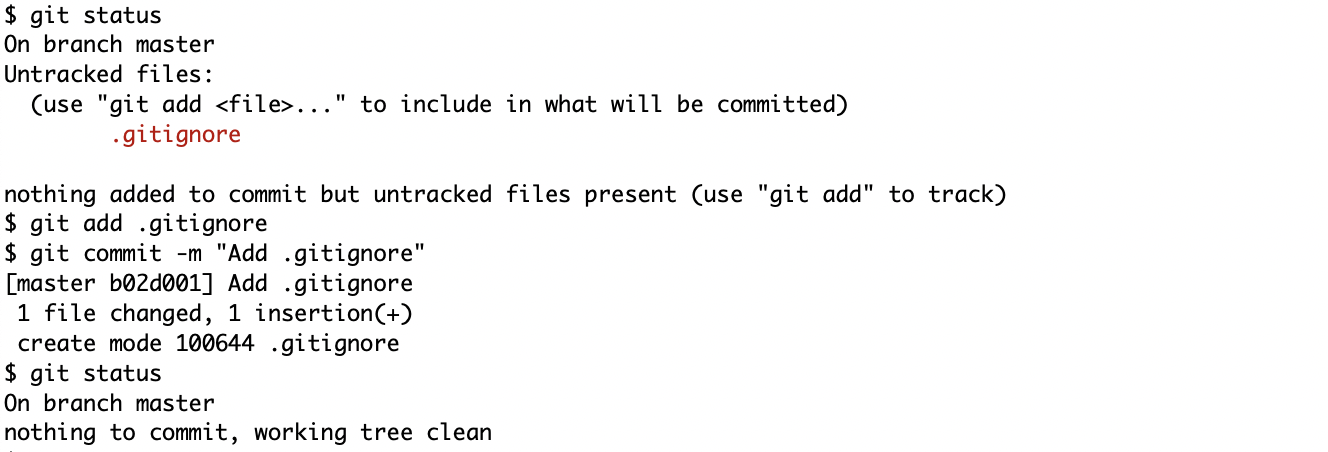 $ git status
On branch master
Untracked files:
  (use "git add <file>..." to include in what will be committed)
        .gitignore

nothing added to commit but untracked files present (use "git add" to track)
$ git add .gitignore
$ git commit -m "Add .gitignore"
[master b02d001] Add .gitignore
 1 file changed, 1 insertion(+)
 create mode 100644 .gitignore
$ git status
On branch master
nothing to commit, working tree clean